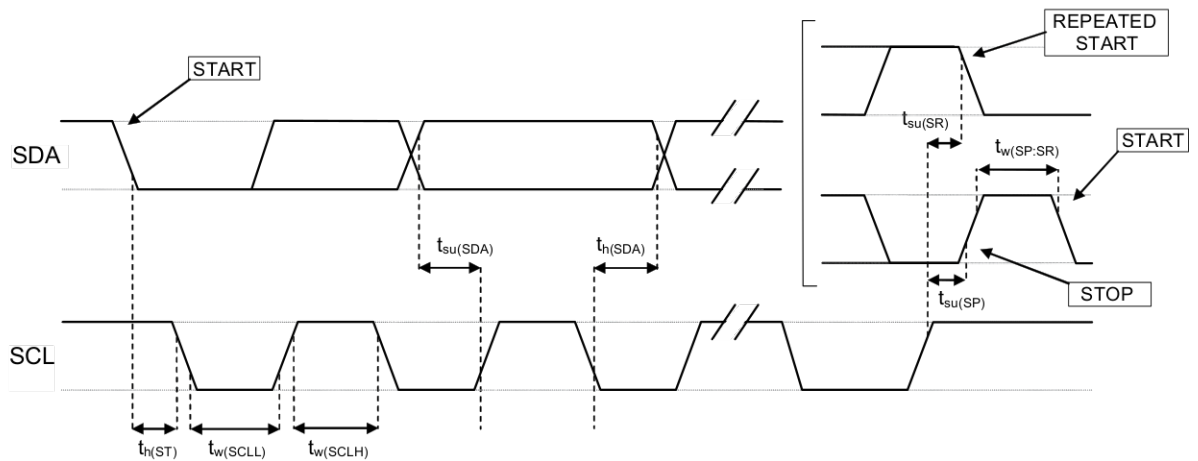 REPEATED
START
START
SDA
t_su(SR)
t_w(SP:SR)
START
t_su(SDA)
t_h(SDA)
t_su(SP)
STOP
SCL
t_h(ST)
t_w(SCLL)
t_w(SCLH)